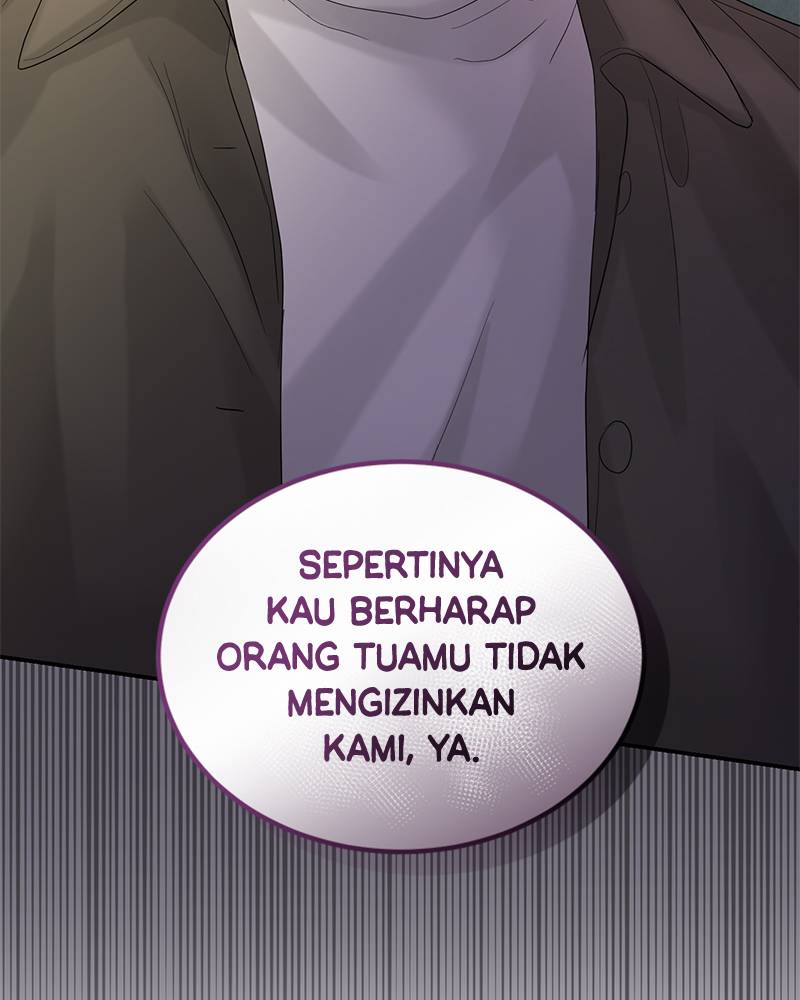 SEPERTINYA
KAU BERHARAP
ORANG TUAMU TIDAK
MENGIZINKAN
KAMI, YA.